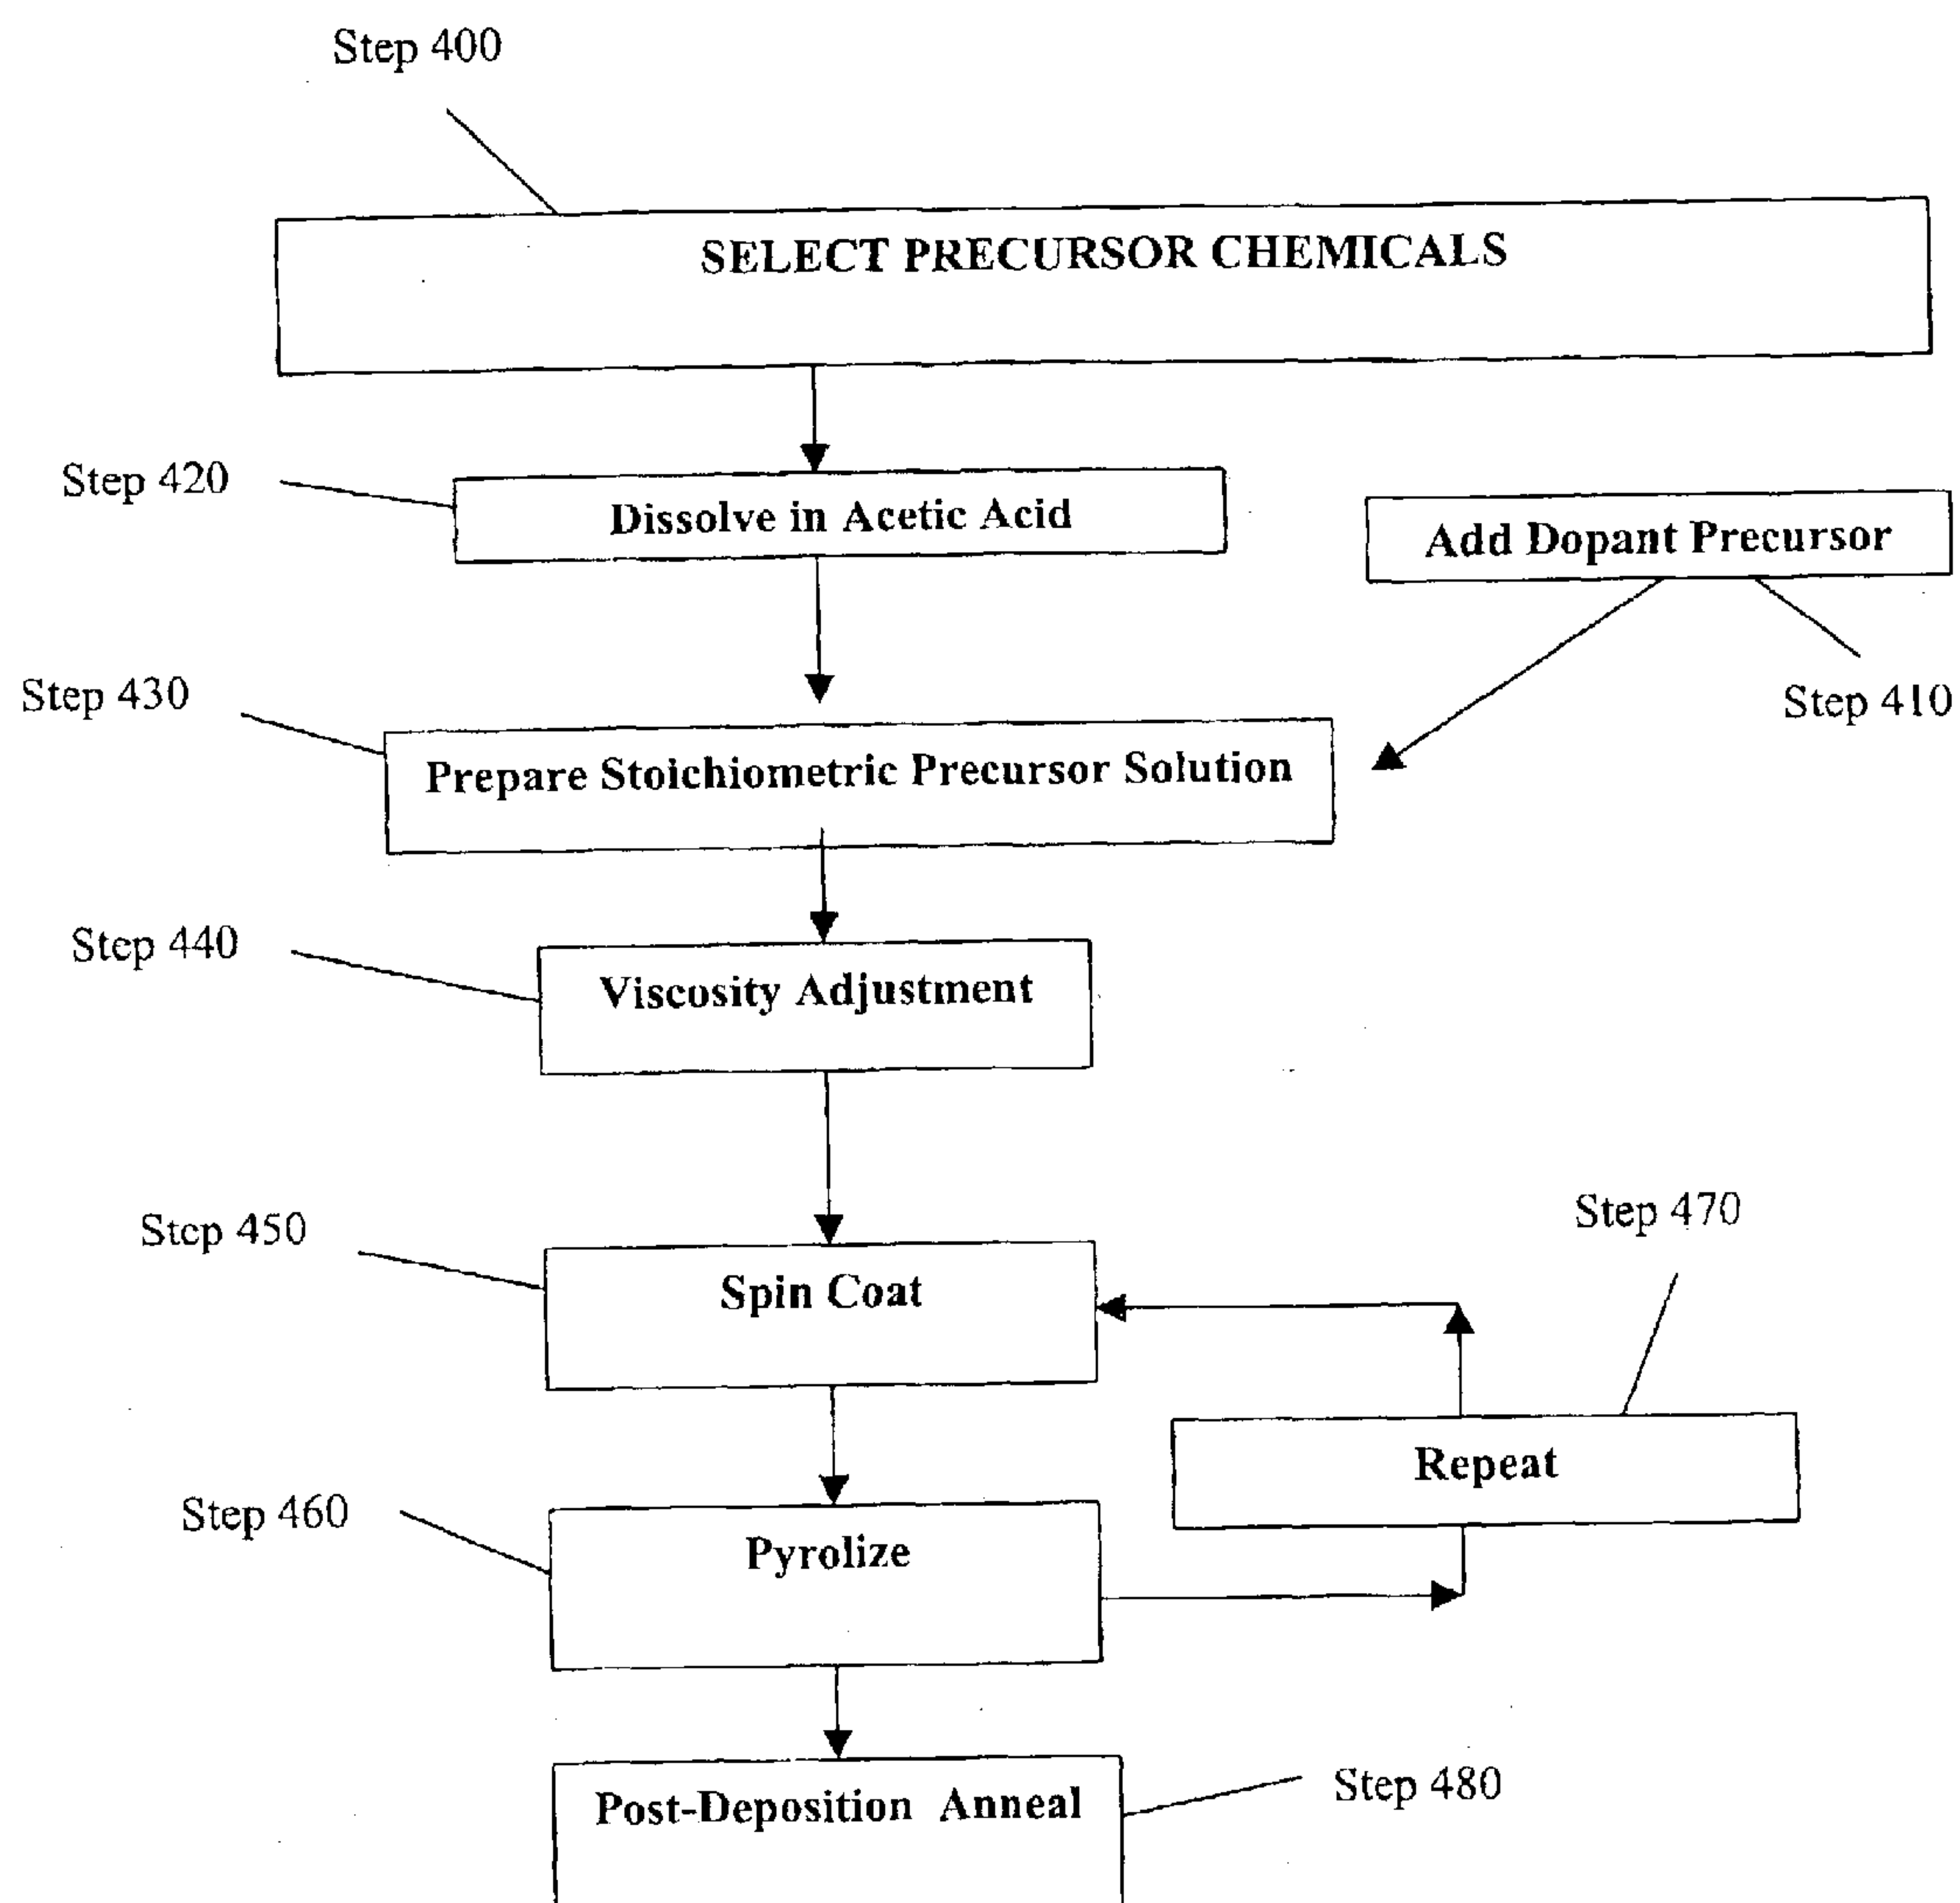 Step 400
SELECT PRECURSOR CHEMICALS
Step 420
Dissolve in Acetic Acid
Add Dopant Precursor
Step 430
Step 410
Prepare Stoichiometric Precursor Solution
Step 440
Viscosity Adjustment
Step 450
Step 470
Spin Coat
Repeat
Step 460
Pyrolize
Post-Deposition Anneal
Step 480